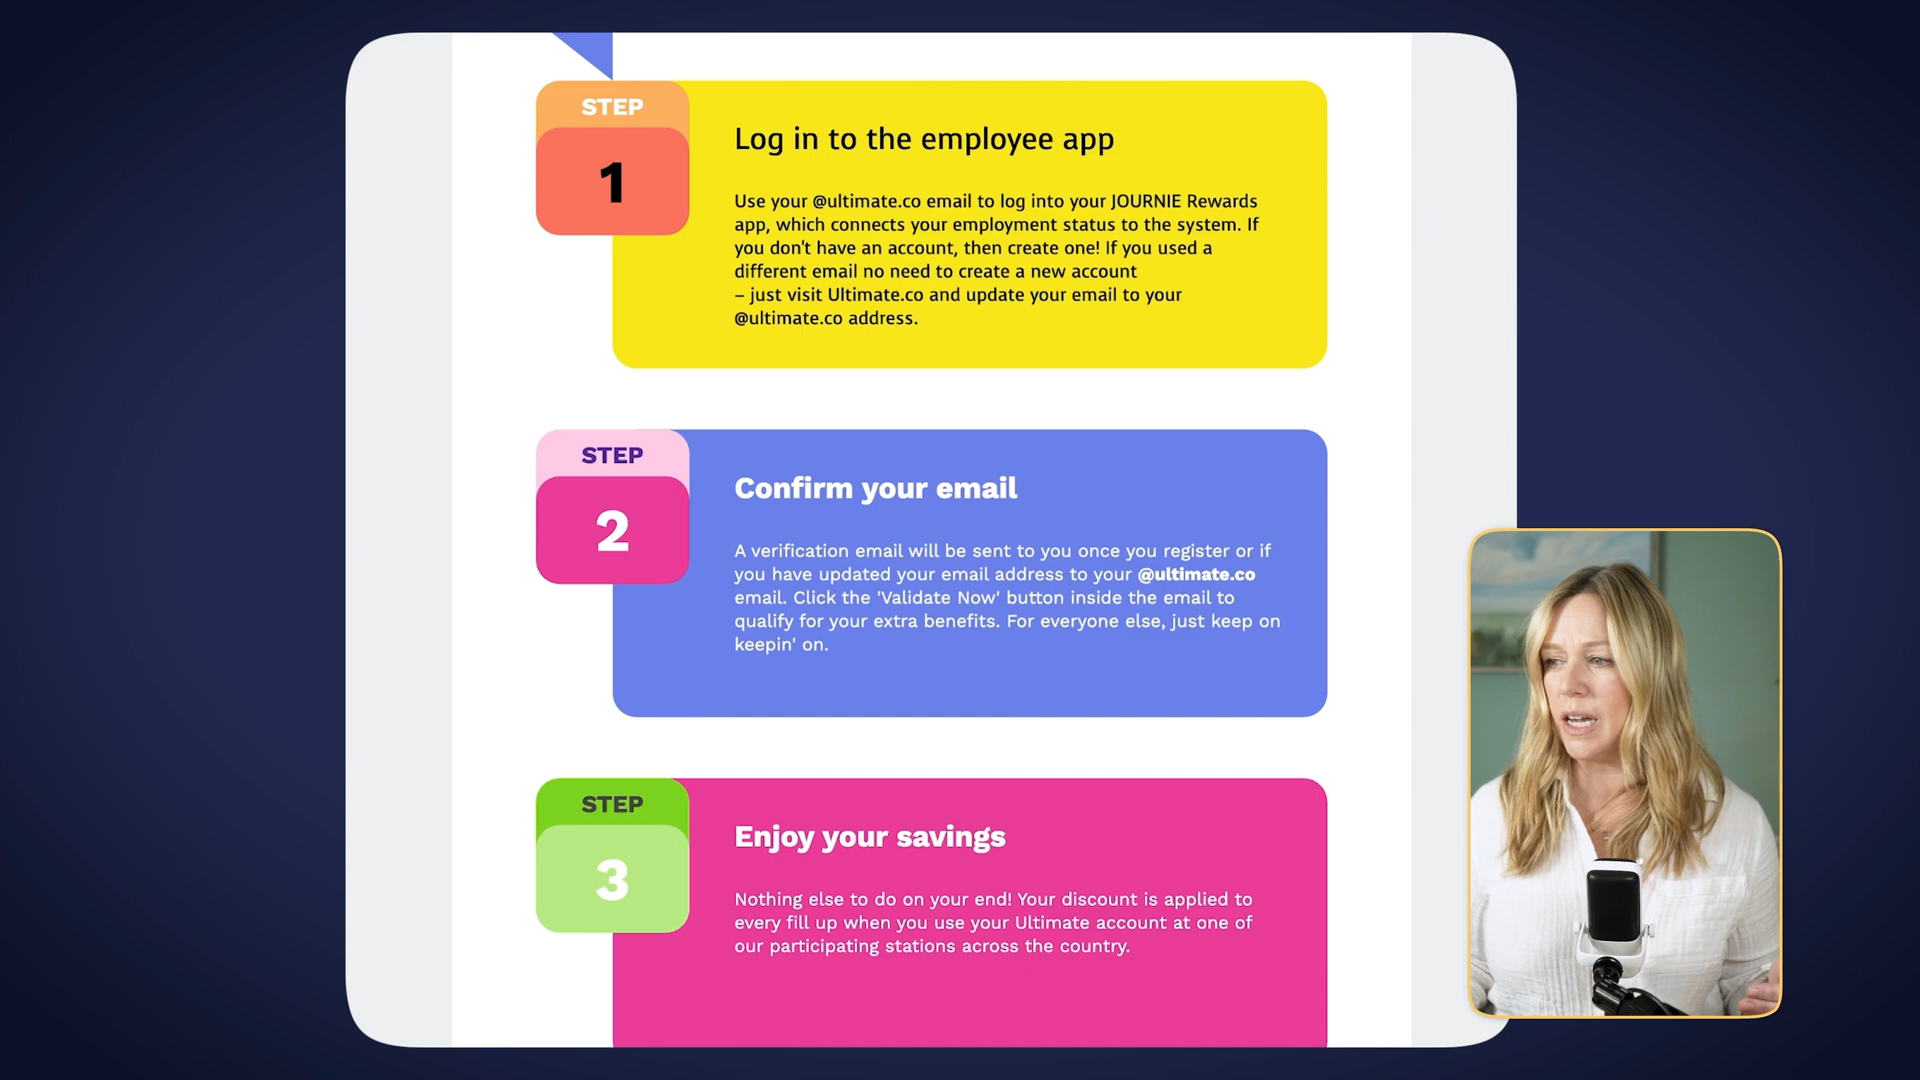 STEP
1
Log in to the employee app
Use your @ultimate.co email to log into your JOURNIE Rewards
app, which connects your employment status to the system. If
you don't have an account, then create one! If you used a
different email no need to create a new account
– just visit Ultimate.co and update your email to your
@ultimate.co address.
STEP
2
Confirm your email
A verification email will be sent to you once you register or if
you have updated your email address to your @ultimate.co
email. Click the 'Validate Now' button inside the email to
qualify for your extra benefits. For everyone else, just keep on
keepin' on.
STEP
3
Enjoy your savings
Nothing else to do on your end! Your discount is applied to
every fill up when you use your Ultimate account at one of
our participating stations across the country.